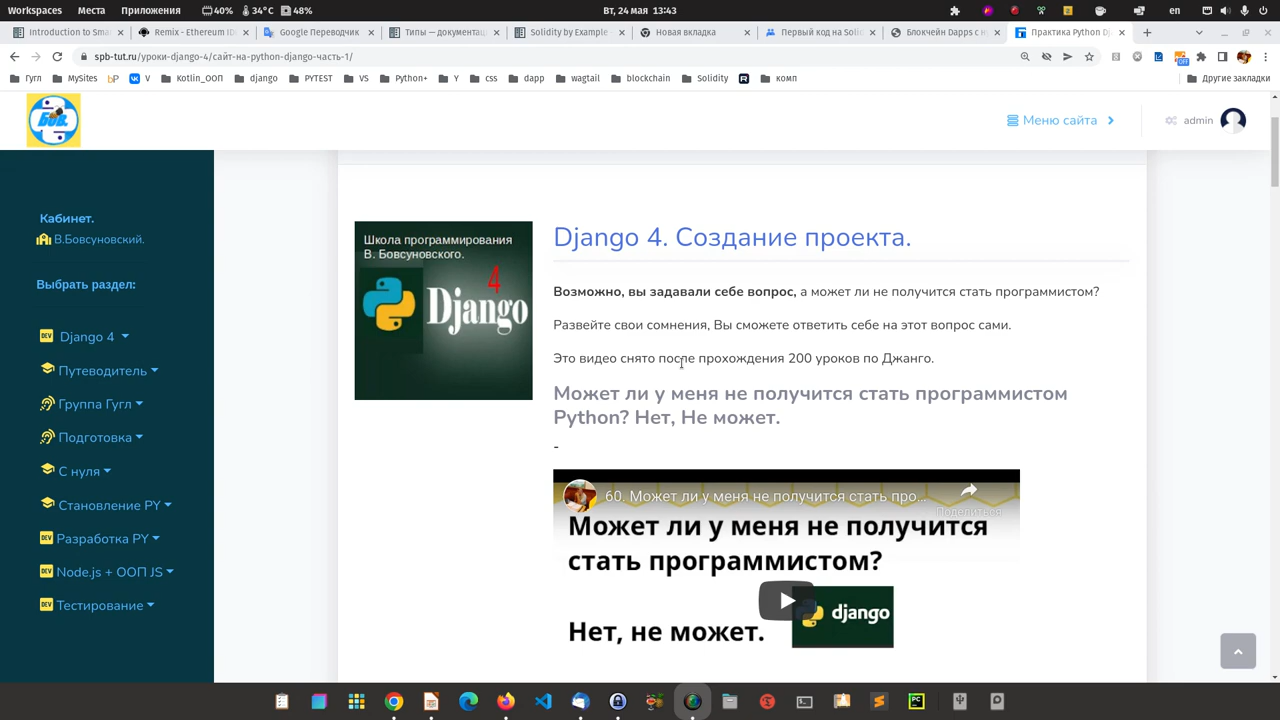 Workspaces Места Приложения 40% 34°C 48% ВТ, 24 мая • 13:43 en
Introduction to Sma Remix - Ethereum ID Google Переводчик Типы — документац Solidity by Example Новая вкладка Первый код на Solid Блокчейн Dapps с ну Практика Python Dj
spb-tut.ru/уроки-django-4/сайт-на-python-django-часть-1/
Гугл MySites bP V Kotlin_ООП django PYTEST VS Python+ Y css dapp wagtail blockchain Solidity комп Другие закладки
БОВ. Меню сайта admin
Кабинет.
В.Бовсуновский.
Выбрать раздел:
Django 4
Путеводитель
Группа Гугл
Подготовка
С нуля
Становление PY
Разработка PY
Node.js + ООП JS
Тестирование
Школа программирования
В. Бовсуновского.
4
Django
Django 4. Создание проекта.
Возможно, вы задавали себе вопрос, а может ли не получится стать программистом?
Развейте свои сомнения, Вы сможете ответить себе на этот вопрос сами.
Это видео снято после прохождения 200 уроков по Джанго.
Может ли у меня не получится стать программистом
Python? Нет, Не может.
-
60. Может ли у меня не получится стать про...
Поделиться
Может ли у меня не получится
стать программистом?
django
Нет, не может.